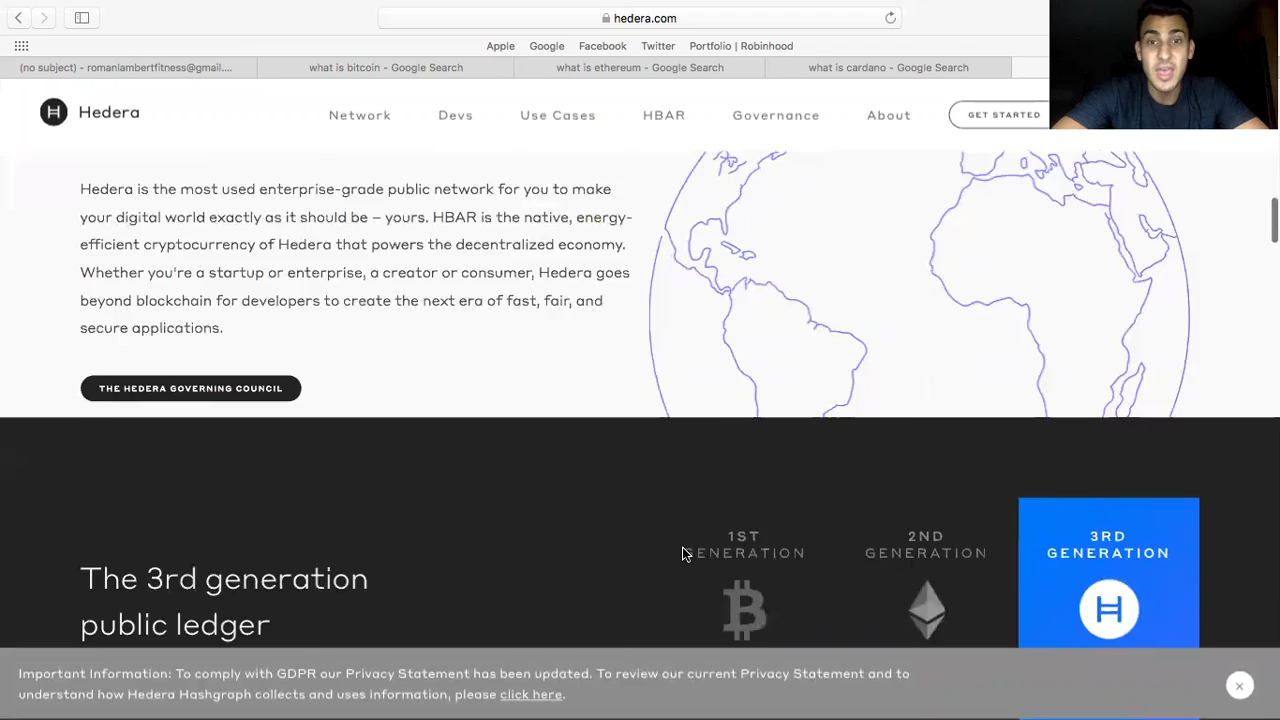 hedera.com
Apple Google Facebook Twitter Portfolio | Robinhood
(no subject) - romanlambertfitness@gmail.... what is bitcoin - Google Search what is ethereum - Google Search what is cardano - Google Search
Hedera Network Devs Use Cases HBAR Governance About GET STARTED
Hedera is the most used enterprise-grade public network for you to make
your digital world exactly as it should be – yours. HBAR is the native, energy-
efficient cryptocurrency of Hedera that powers the decentralized economy.
Whether you're a startup or enterprise, a creator or consumer, Hedera goes
beyond blockchain for developers to create the next era of fast, fair, and
secure applications.
THE HEDERA GOVERNING COUNCIL
The 3rd generation
public ledger
1ST
GENERATION
2ND
GENERATION
3RD
GENERATION
Important Information: To comply with GDPR our Privacy Statement has been updated. To review our current Privacy Statement and to
understand how Hedera Hashgraph collects and uses information, please click here.